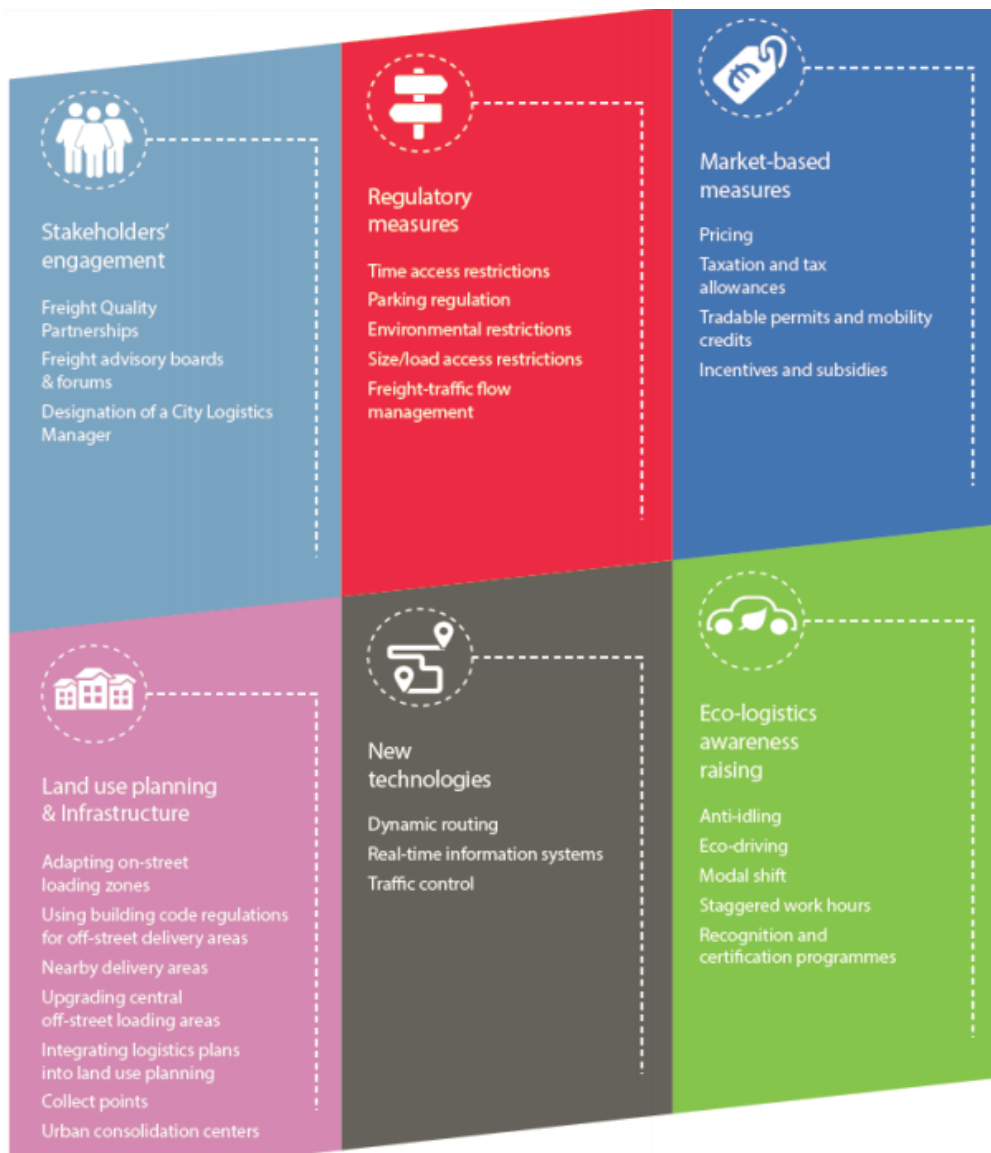 Stakeholders’
engagement
Freight Quality
Partnerships
Freight advisory boards
& forums
Designation of a City Logistics
Manager
Regulatory
measures
Time access restrictions
Parking regulation
Environmental restrictions
Size/load access restrictions
Freight-traffic flow
management
€
Market-based
measures
Pricing
Taxation and tax
allowances
Tradable permits and mobility
credits
Incentives and subsidies
Land use planning
& Infrastructure
Adapting on-street
loading zones
Using building code regulations
for off-street delivery areas
Nearby delivery areas
Upgrading central
off-street loading areas
Integrating logistics plans
into land use planning
Collect points
Urban consolidation centers
New
technologies
Dynamic routing
Real-time information systems
Traffic control
Eco-logistics
awareness
raising
Anti-idling
Eco-driving
Modal shift
Staggered work hours
Recognition and
certification programmes